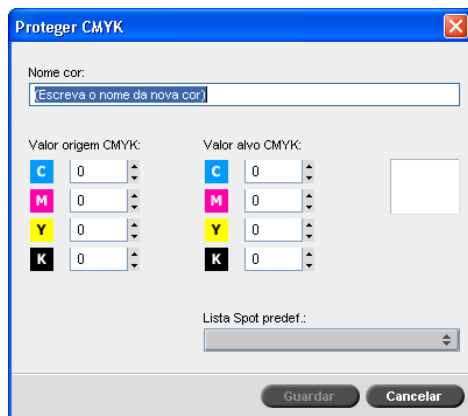 Proteger CMYK
Nome cor:
(Escreva o nome da nova cor)
Valor origem CMYK: Valor alvo CMYK:
C 0 C 0
M 0 M 0
Y 0 Y 0
K 0 K 0
Lista Spot predef.:
Guardar Cancelar